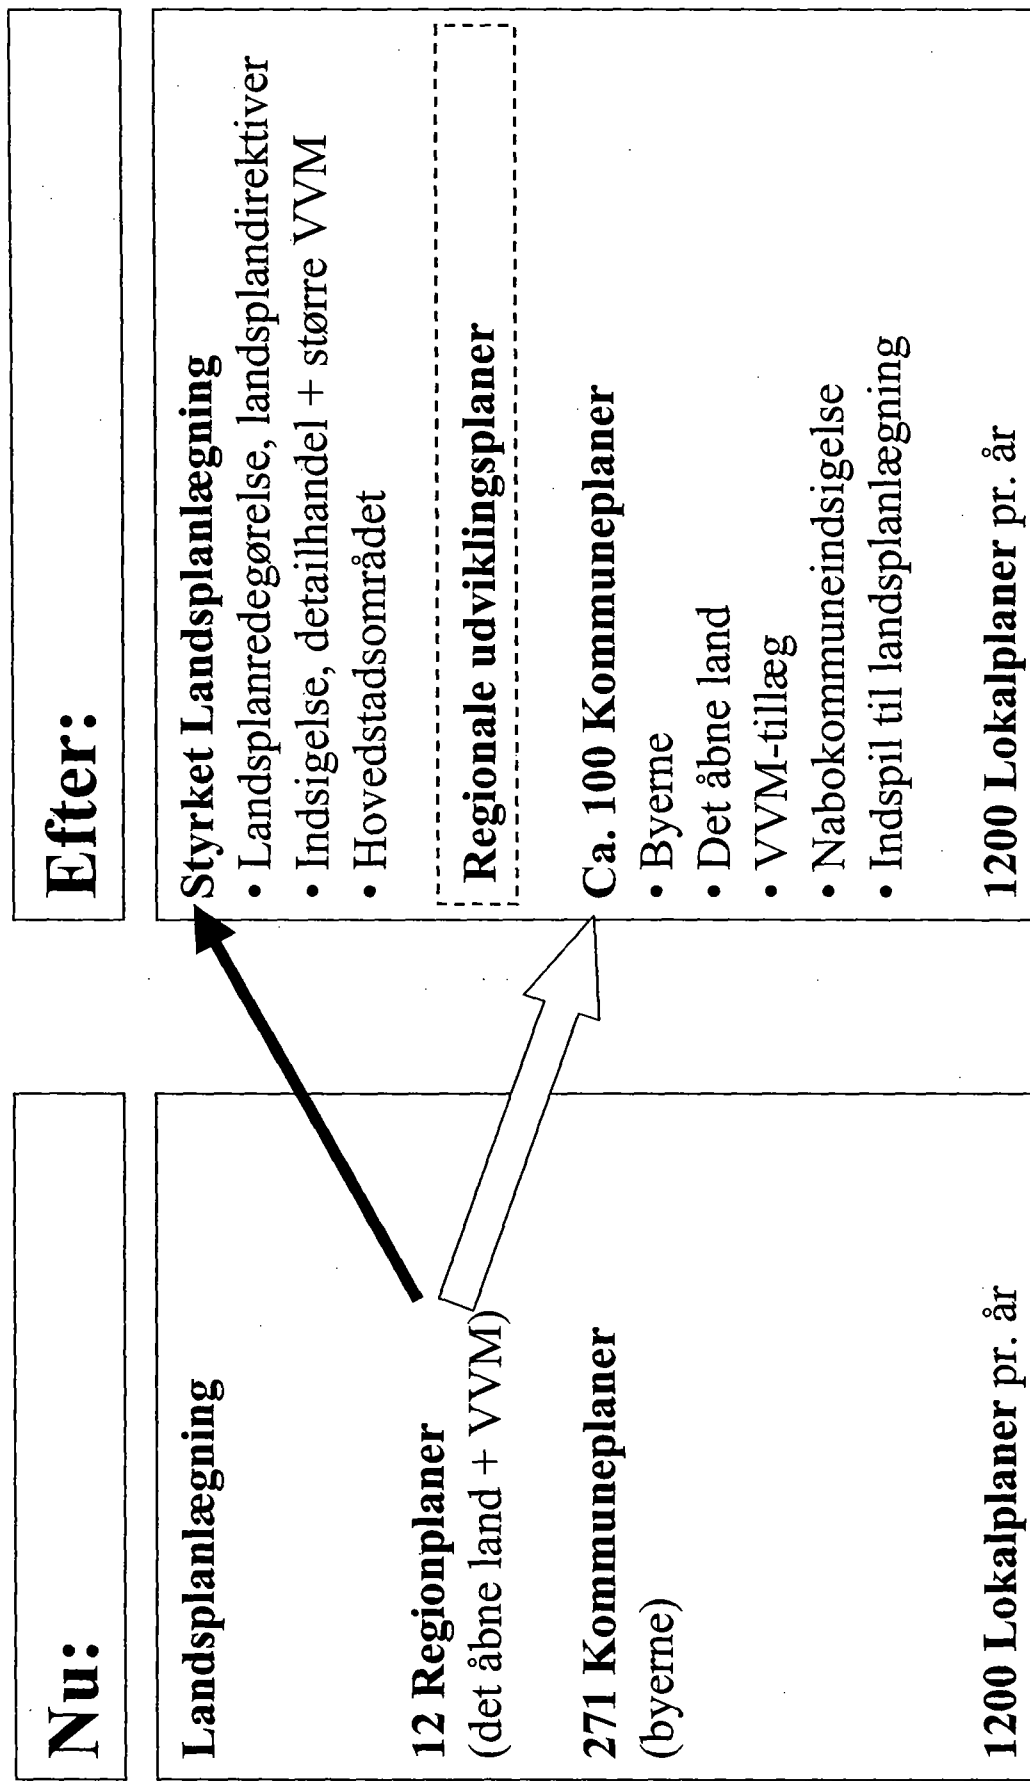 Nu:
Landsplanlægning
12 Regionplaner
(det åbne land + VVM)
271 Kommuneplaner
(byerne)
1200 Lokalplaner pr. år
Efter:
Styrket Landsplanlægning
• Landsplanredegørelse, landsplandirektiver
• Indsigelse, detailhandel + større VVM
• Hovedstadsområdet
Regionale udviklingsplaner
Ca. 100 Kommuneplaner
• Byerne
• Det åbne land
• VVM-tillæg
• Nabokommuneindsigelse
• Indspil til landsplanlægning
1200 Lokalplaner pr. år